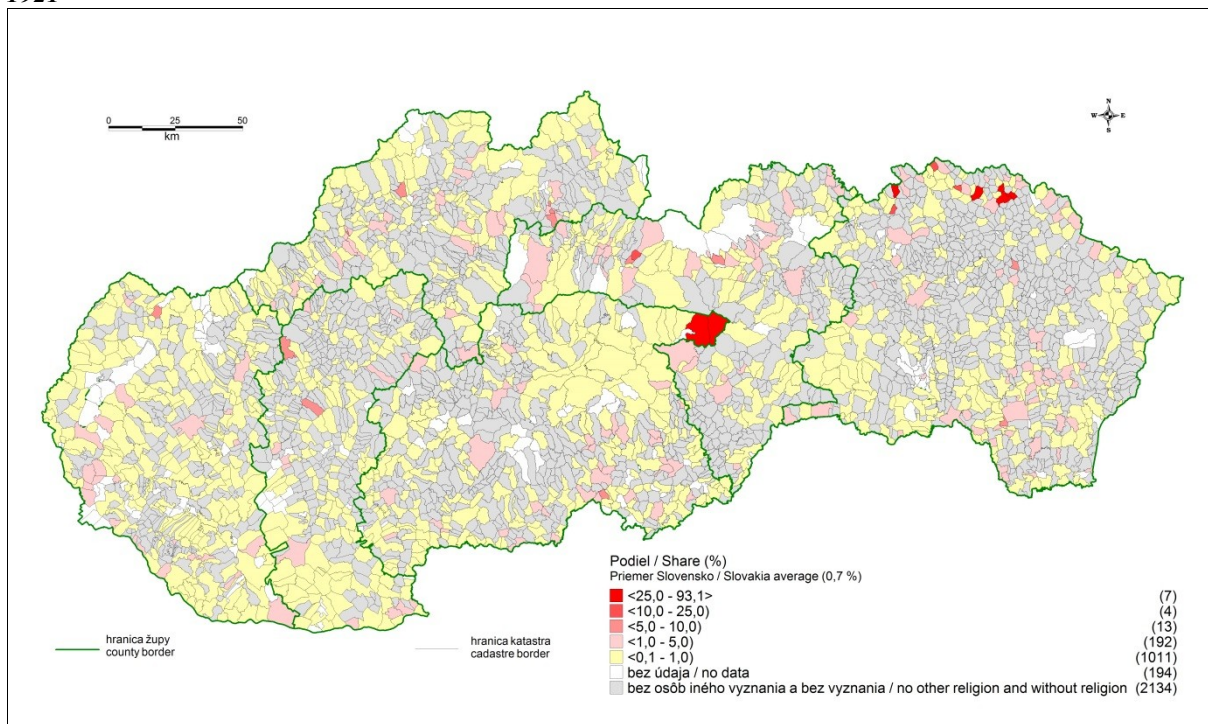 0 25 50
km
N
W E
S
Podiel / Share (%)
Priemer Slovensko / Slovakia average (0,7 %)
<25,0 - 93,1> (7)
<10,0 - 25,0) (4)
<5,0 - 10,0) (13)
<1,0 - 5,0) (192)
<0,1 - 1,0) (1011)
bez údaja / no data (194)
bez osôb iného vyznania a bez vyznania / no other religion and without religion (2134)
hranica župy
county border
hranica katastra
cadastre border